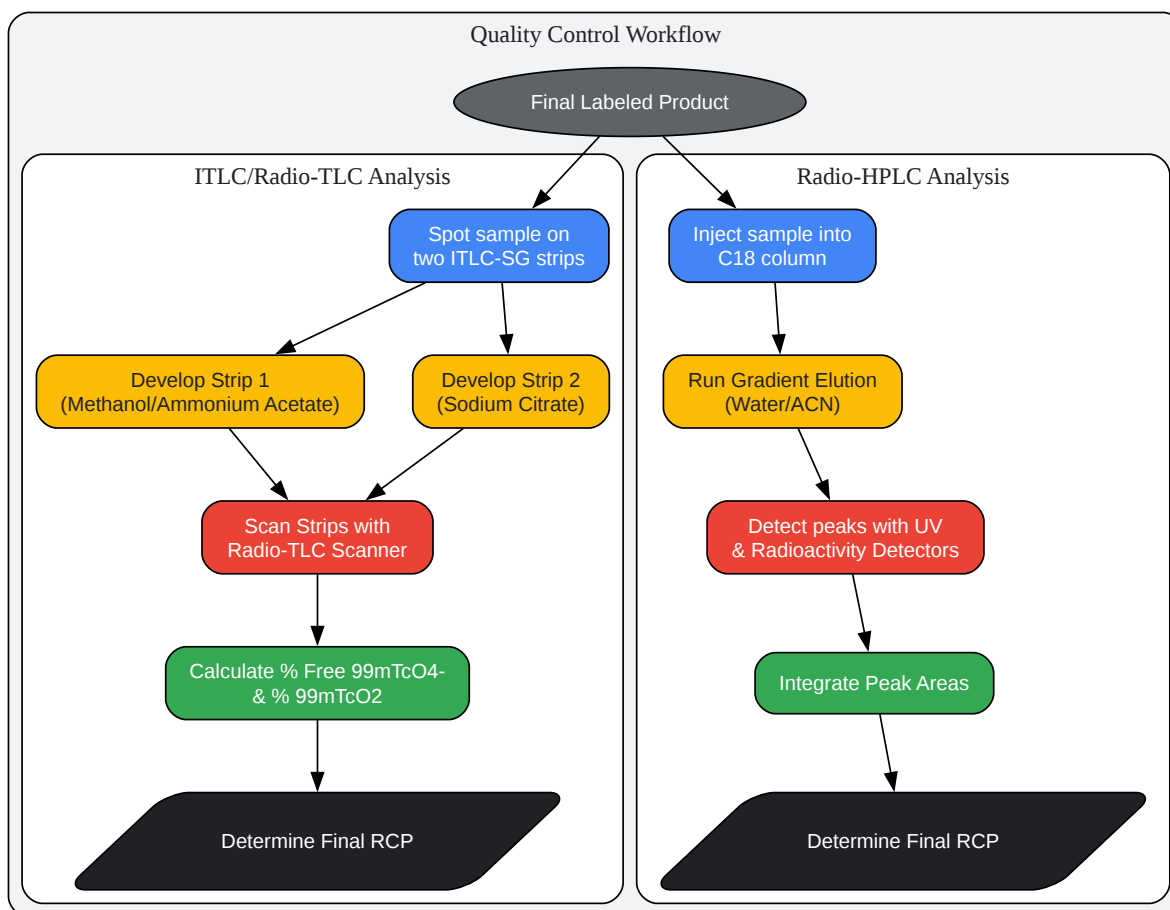 Quality Control Workflow
Final Labeled Product
ITLC/Radio-TLC Analysis
Spot sample on
two ITLC-SG strips
Develop Strip 1
(Methanol/Ammonium Acetate)
Develop Strip 2
(Sodium Citrate)
Scan Strips with
Radio-TLC Scanner
Calculate % Free 99mTcO4-
& % 99mTcO2
Determine Final RCP
Radio-HPLC Analysis
Inject sample into
C18 column
Run Gradient Elution
(Water/ACN)
Detect peaks with UV
& Radioactivity Detectors
Integrate Peak Areas
Determine Final RCP